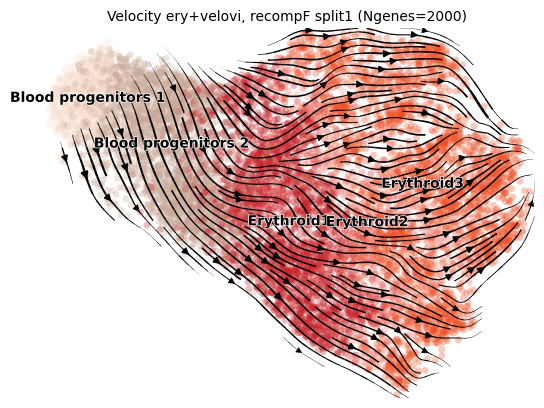 Velocity ery+velovi, recompF split1 (Ngenes=2000)
Blood progenitors 1
Blood progenitors 2
Erythroid3
Erythroid1
Erythroid2